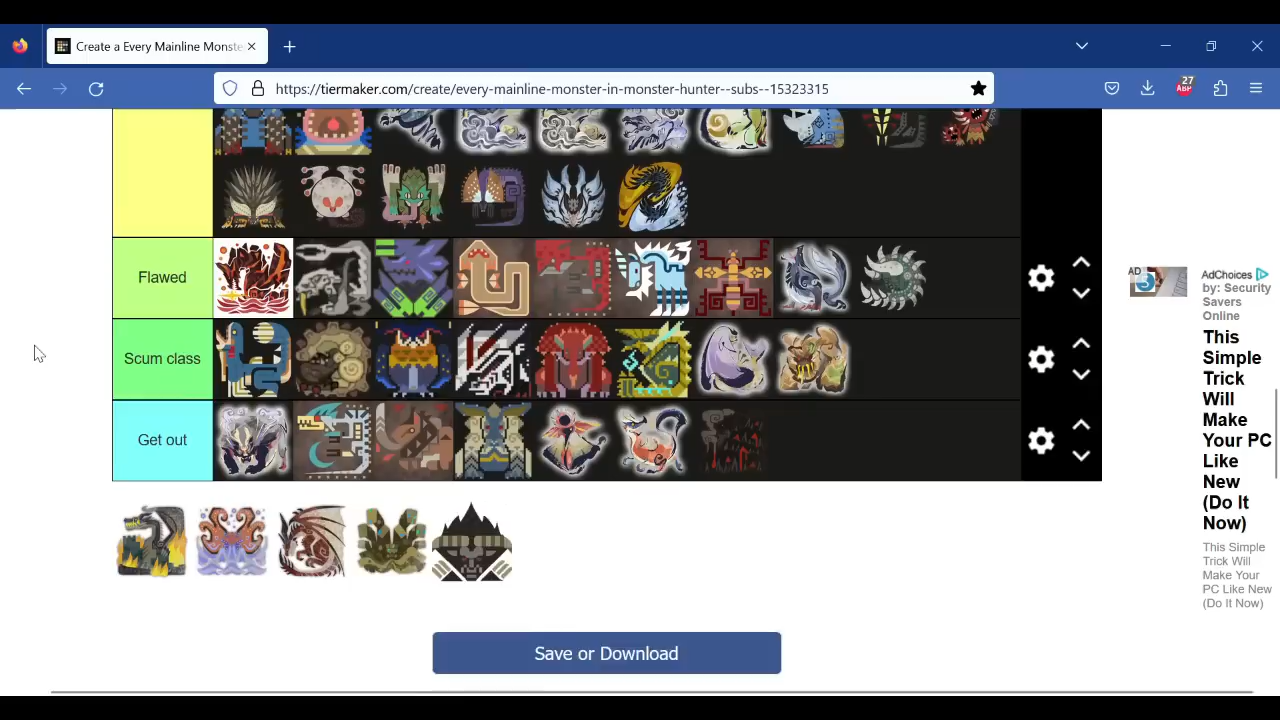 Create a Every Mainline Monste
https://tiermaker.com/create/every-mainline-monster-in-monster-hunter--subs--15323315
27
ABP
Flawed
Scum class
Get out
AD
AdChoices
by: Security
Savers
Online
This
Simple
Trick
Will
Make
Your PC
Like
New
(Do It
Now)
This Simple
Trick Will
Make Your
PC Like New
(Do It Now)
Save or Download